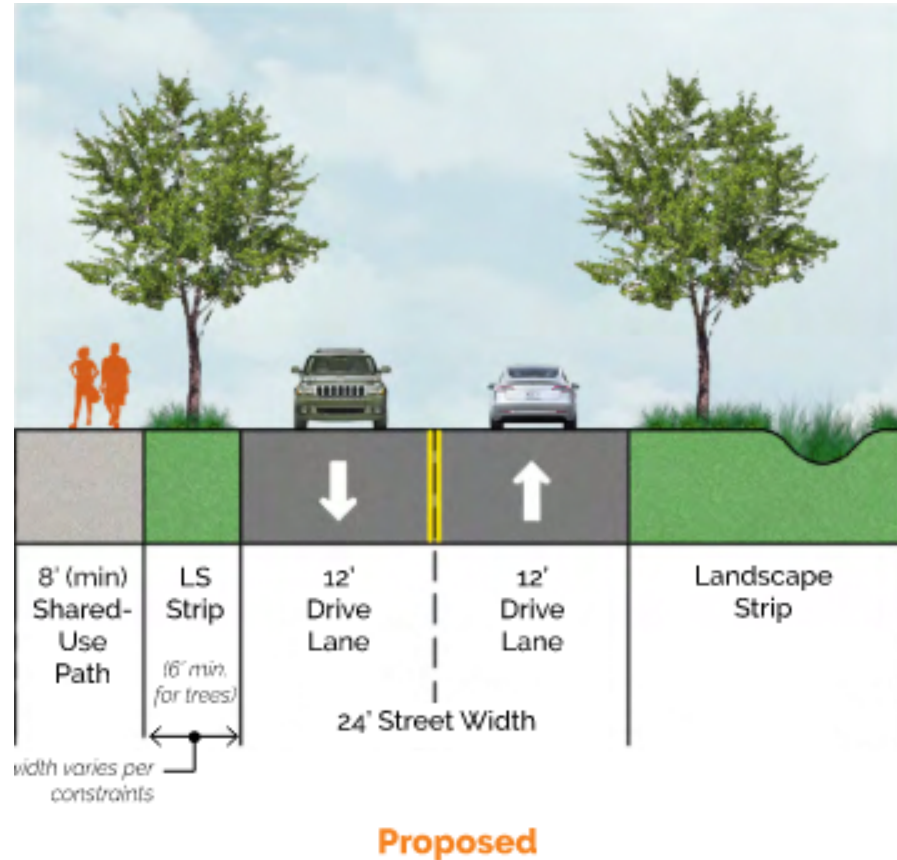 8' (min)
Shared-
Use
Path
LS
Strip
(6' min.
for trees)
12'
Drive
Lane
12'
Drive
Lane
Landscape
Strip
24' Street Width
width varies per
constraints
Proposed